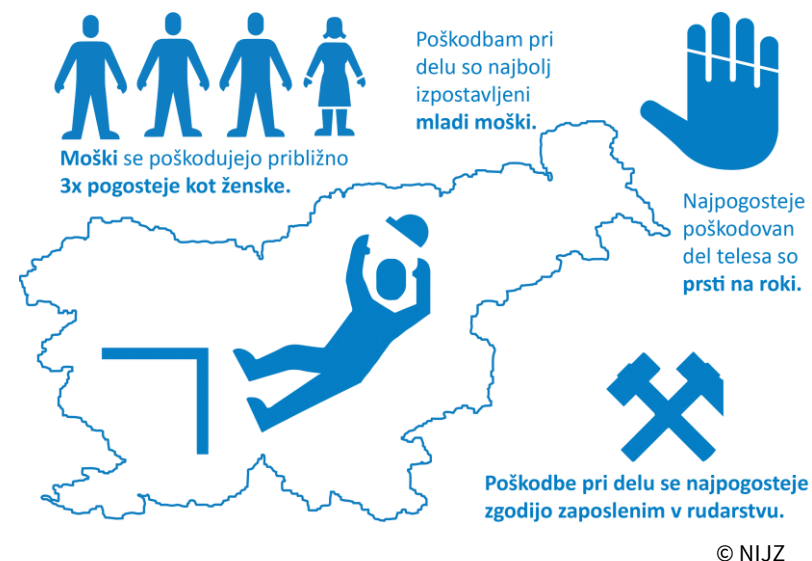 Moški se poškodujejo približno
3x pogosteje kot ženske.
Poškodbam pri
delu so najbolj
izpostavljeni
mladi moški.
Najpogosteje
poškodovan
del telesa so
prsti na roki.
Poškodbe pri delu se najpogosteje
zgodijo zaposlenim v rudarstvu.
© NIJZ